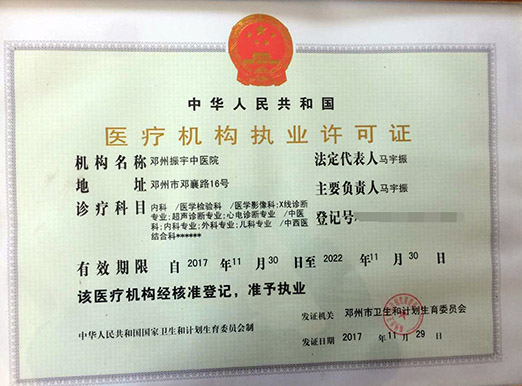 中华人民共和国
医疗机构执业许可证
机构名称 邓州振宇中医院 法定代表人 马宇振
地址 邓州市邓襄路16号 主要负责人 马宇振
诊疗科目 内科 /医学检验科 /医学影像科;X线诊断 登记号
专业;超声诊断专业;心电诊断专业 /中医
科;内科专业;外科专业;儿科专业 /中西医
结合科******
有效期限 自 2017 年 11 月 30 日至 2022 年 11 月 30 日
该医疗机构经核准登记，准予执业
发证机关 邓州市卫生和计划生育委员会
中华人民共和国国家卫生和计划生育委员会制 发证日期 2017 年 11 月 29 日